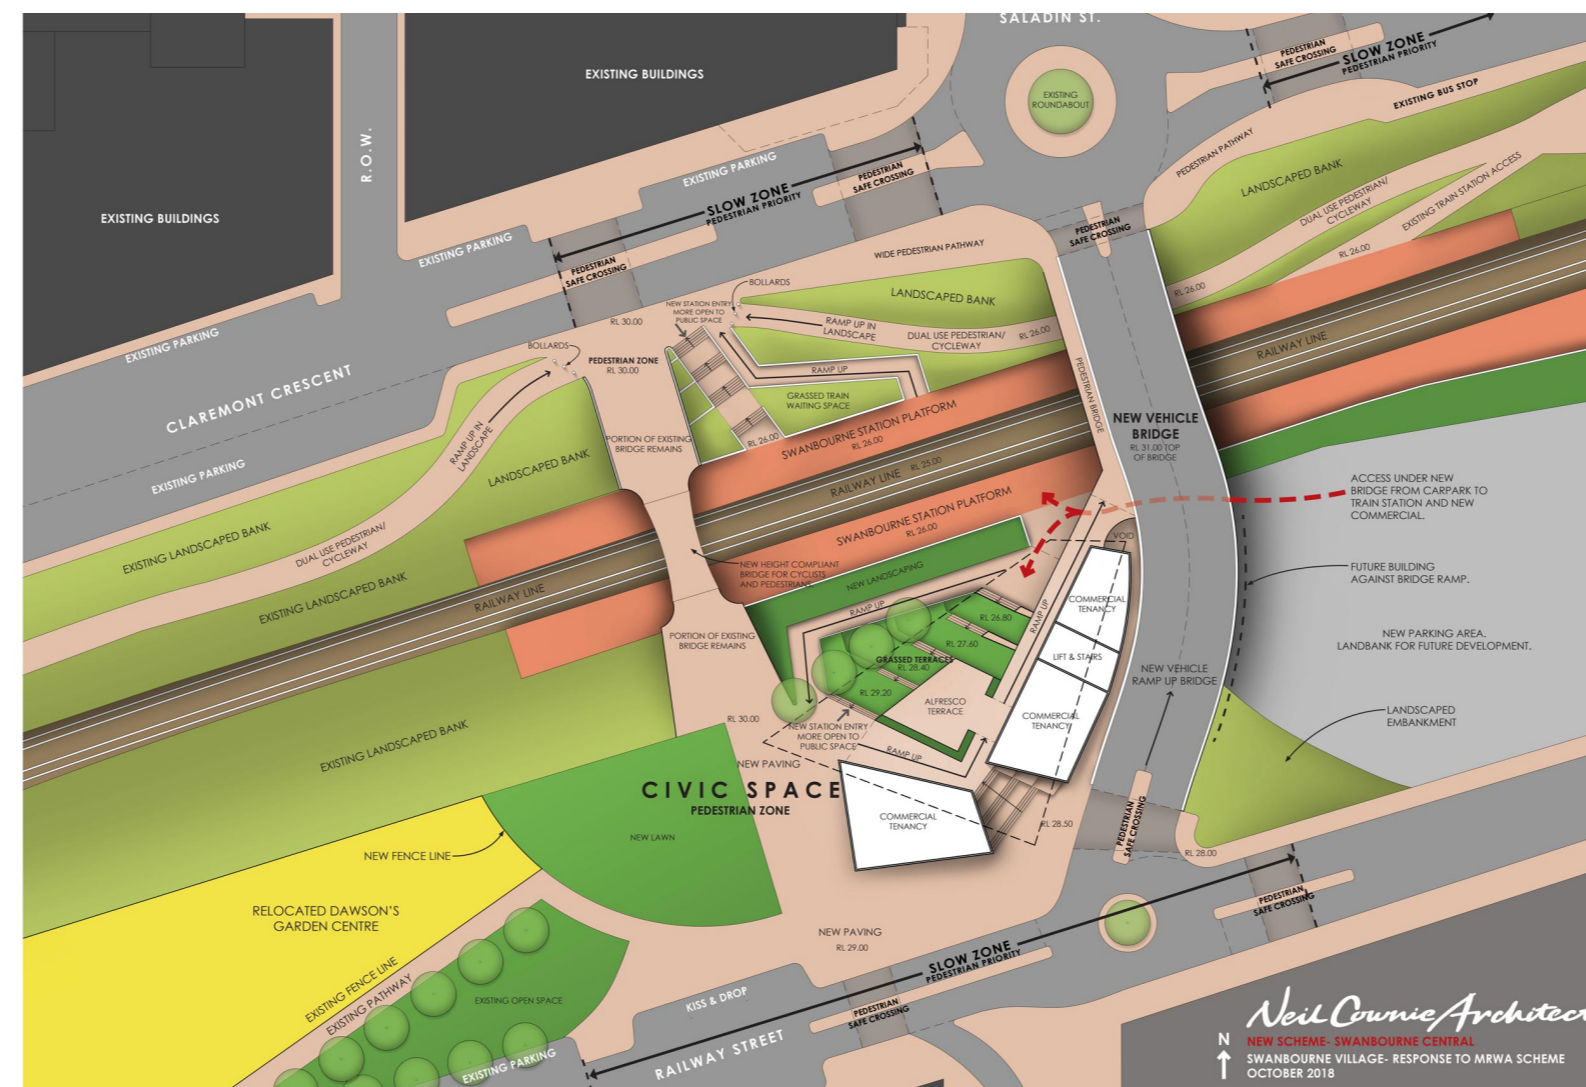 SALADIN ST.
EXISTING BUILDINGS
EXISTING ROUNDABOUT
PEDESTRIAN
SAFE CROSSING
SLOW ZONE
PEDESTRIAN PRIORITY
EXISTING BUS STOP
R.O.W.
EXISTING PARKING
PEDESTRIAN
SAFE CROSSING
PEDESTRIAN PATHWAY
LANDSCAPED BANK
EXISTING BUILDINGS
SLOW ZONE
PEDESTRIAN PRIORITY
DUAL USE PEDESTRIAN/
CYCLEWAY
EXISTING TRAIN STATION ACCESS
RL 26.00
RL 26.00
EXISTING PARKING
PEDESTRIAN
SAFE CROSSING
WIDE PEDESTRIAN PATHWAY
PEDESTRIAN
SAFE CROSSING
BOLLARDS
LANDSCAPED BANK
NEW STATION ENTRY
MORE OPEN TO
PUBLIC SPACE
RL 30.00
RAMP UP IN
LANDSCAPE
DUAL USE PEDESTRIAN/
CYCLEWAY
RL 26.00
EXISTING PARKING
BOLLARDS
PEDESTRIAN ZONE
RL 30.00
RAMP UP
GRASSED TRAIN
WAITING SPACE
RAILWAY LINE
CLAREMONT CRESCENT
RAMP UP IN
LANDSCAPE
PORTION OF EXISTING
BRIDGE REMAINS
RL 26.00
SWANBOURNE STATION PLATFORM
RL 26.00
PEDESTRIAN BRIDGE
NEW VEHICLE
BRIDGE
RL 31.00 TOP
OF BRIDGE
EXISTING PARKING
LANDSCAPED BANK
RAILWAY LINE
RL 25.00
ACCESS UNDER NEW
BRIDGE FROM CARPARK TO
TRAIN STATION AND NEW
COMMERCIAL.
SWANBOURNE STATION PLATFORM
RL 26.00
EXISTING LANDSCAPED BANK
DUAL USE PEDESTRIAN/
CYCLEWAY
VOID
NEW HEIGHT COMPLIANT
BRIDGE FOR CYCLISTS
AND PEDESTRIANS
NEW LANDSCAPING
FUTURE BUILDING
AGAINST BRIDGE RAMP.
EXISTING LANDSCAPED BANK
RAILWAY LINE
RAMP UP
RAMP UP
COMMERCIAL
TENANCY
RL 26.80
RL 27.60
PORTION OF EXISTING
BRIDGE REMAINS
GRASSED TERRACES
RL 28.40
RL 29.20
LIFT & STAIRS
NEW PARKING AREA.
LANDBANK FOR FUTURE DEVELOPMENT.
NEW VEHICLE
RAMP UP BRIDGE
ALFRESCO
TERRACE
COMMERCIAL
TENANCY
LANDSCAPED
EMBANKMENT
RL 30.00
NEW STATION ENTRY
MORE OPEN TO
PUBLIC SPACE
RAMP UP
EXISTING LANDSCAPED BANK
NEW PAVING
CIVIC SPACE
PEDESTRIAN ZONE
COMMERCIAL
TENANCY
RL 28.50
PEDESTRIAN
SAFE CROSSING
NEW LAWN
NEW FENCE LINE
RL 28.00
RELOCATED DAWSON'S
GARDEN CENTRE
PEDESTRIAN
SAFE CROSSING
NEW PAVING
RL 29.00
SLOW ZONE
PEDESTRIAN PRIORITY
EXISTING FENCE LINE
EXISTING PATHWAY
EXISTING OPEN SPACE
KISS & DROP
PEDESTRIAN
SAFE CROSSING
EXISTING PARKING
RAILWAY STREET
Neil Cownie Architect
N
NEW SCHEME- SWANBOURNE CENTRAL
SWANBOURNE VILLAGE- RESPONSE TO MRWA SCHEME
OCTOBER 2018